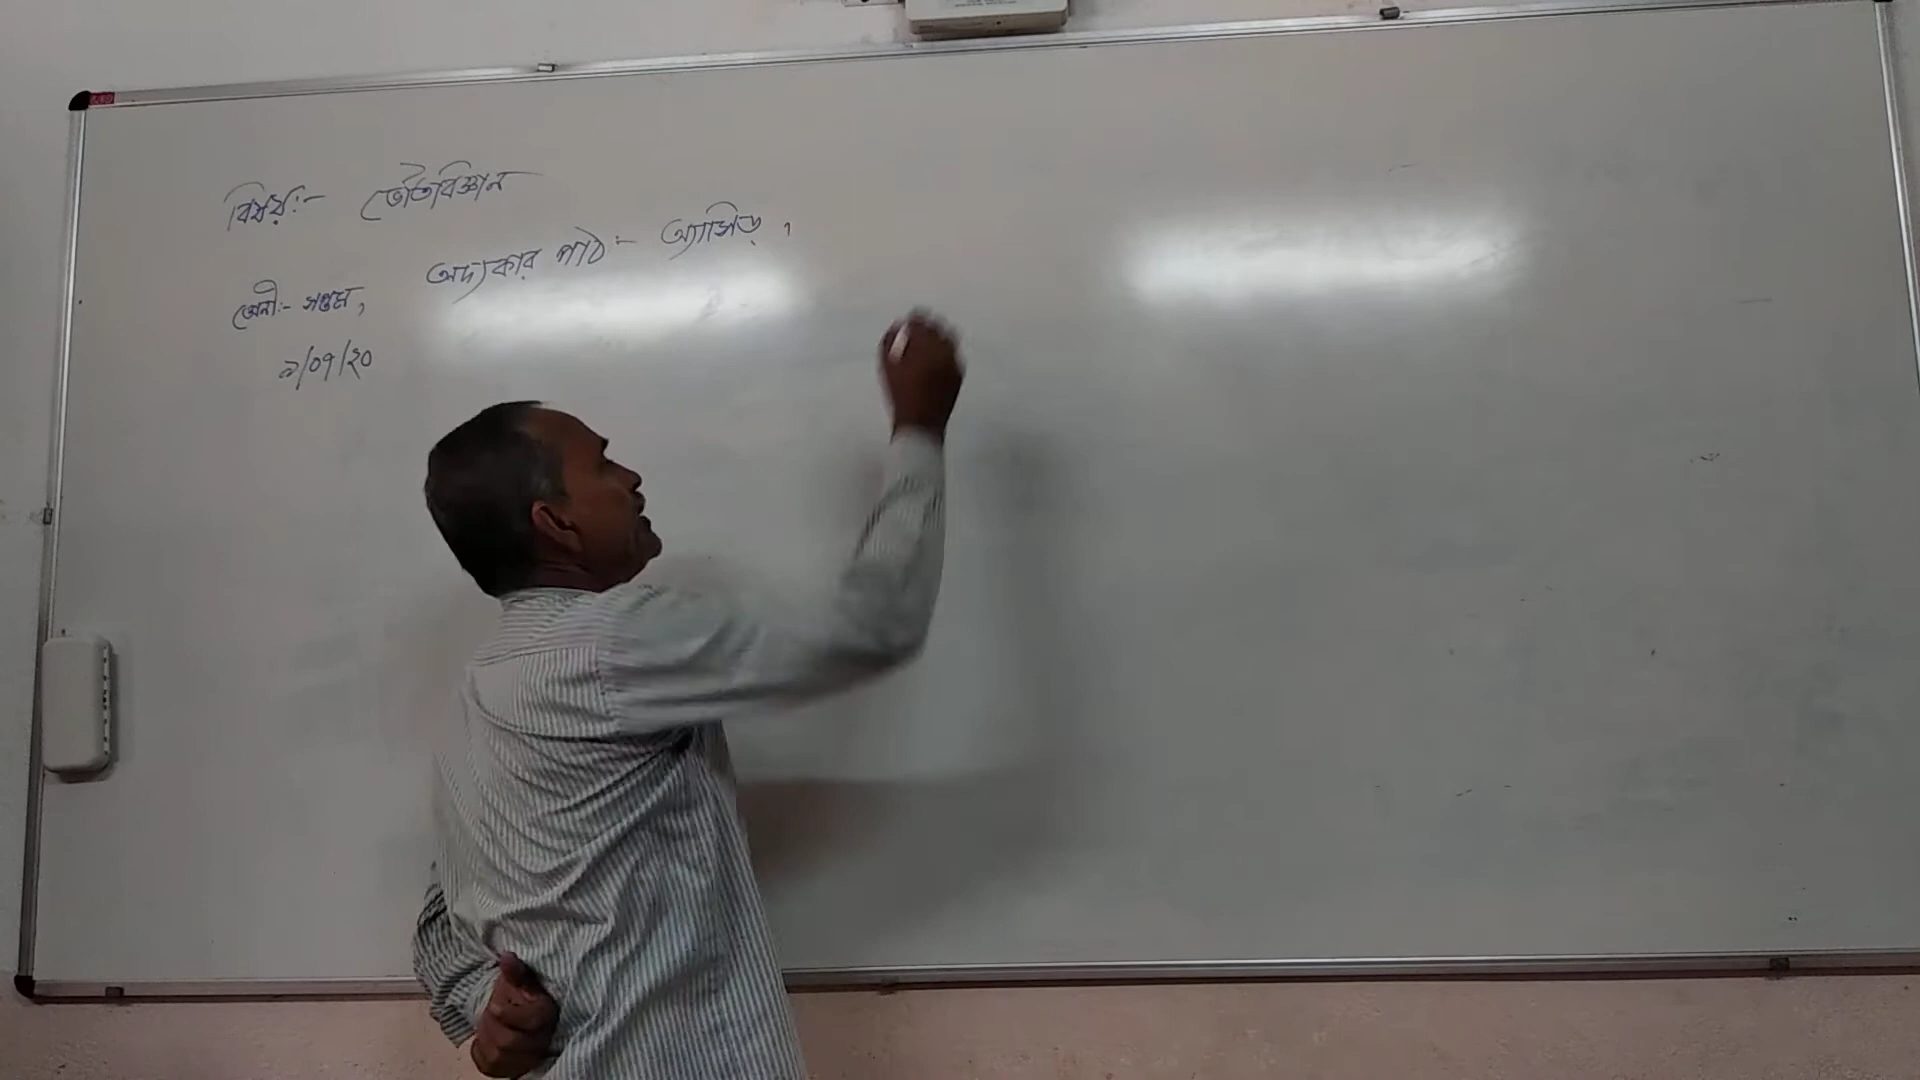 বিষয়:- ভৌতবিজ্ঞান
অদ্যকার পাঠ:- অ্যাসিড,
শ্রেনী:- সপ্তম,
৯/০৭/২০